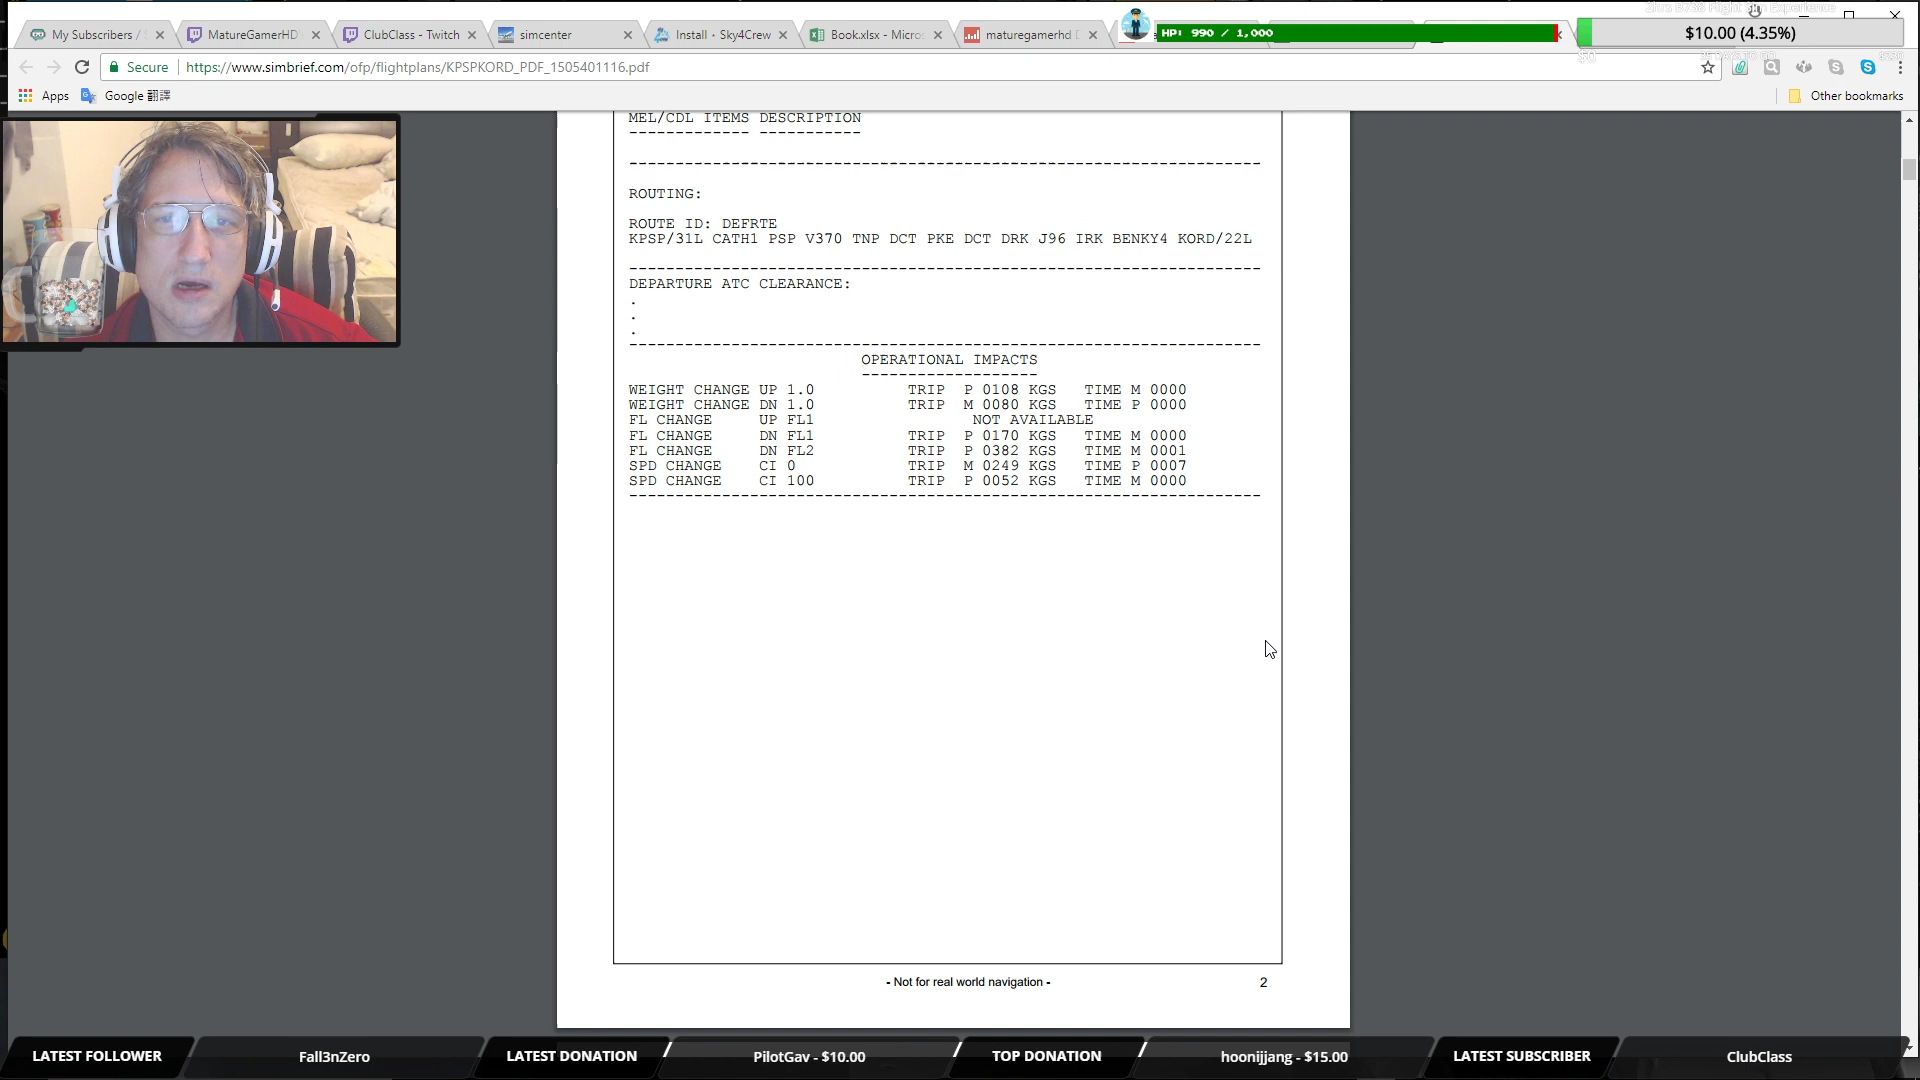 My Subscribers /
MatureGamerHD
ClubClass - Twitch
simcenter
Install · Sky4Crew
Book.xlsx - Micros
maturegamerhd D
HP: 990 / 1,000
$10.00 (4.35%)
Secure
https://www.simbrief.com/ofp/flightplans/KPSPKORD_PDF_1505401116.pdf
Apps
Google 翻譯
Other bookmarks
MEL/CDL ITEMS DESCRIPTION
------------- -----------
--------------------------------------------------------------------
ROUTING:
ROUTE ID: DEFRTE
KPSP/31L CATH1 PSP V370 TNP DCT PKE DCT DRK J96 IRK BENKY4 KORD/22L
--------------------------------------------------------------------
DEPARTURE ATC CLEARANCE:
.
.
.
--------------------------------------------------------------------
OPERATIONAL IMPACTS
-------------------
WEIGHT CHANGE UP 1.0 TRIP P 0108 KGS TIME M 0000
WEIGHT CHANGE DN 1.0 TRIP M 0080 KGS TIME P 0000
FL CHANGE UP FL1 NOT AVAILABLE
FL CHANGE DN FL1 TRIP P 0170 KGS TIME M 0000
FL CHANGE DN FL2 TRIP P 0382 KGS TIME M 0001
SPD CHANGE CI 0 TRIP M 0249 KGS TIME P 0007
SPD CHANGE CI 100 TRIP P 0052 KGS TIME M 0000
--------------------------------------------------------------------
- Not for real world navigation -
2
LATEST FOLLOWER
Fall3nZero
LATEST DONATION
PilotGav - $10.00
TOP DONATION
hoonijjang - $15.00
LATEST SUBSCRIBER
ClubClass